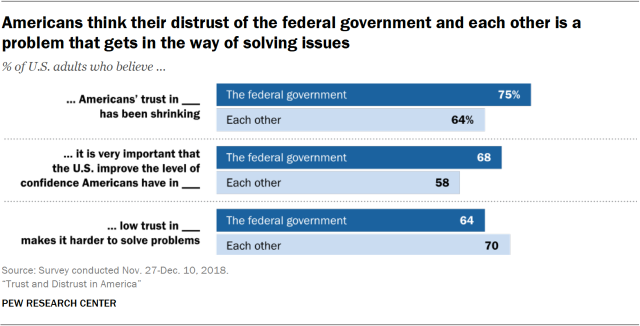 Americans think their distrust of the federal government and each other is a
problem that gets in the way of solving issues
% of U.S. adults who believe ...
... Americans' trust in ___
has been shrinking
The federal government 75%
Each other 64%
... it is very important that
the U.S. improve the level of
confidence Americans have in ___
The federal government 68
Each other 58
... low trust in ___
makes it harder to solve problems
The federal government 64
Each other 70
Source: Survey conducted Nov. 27-Dec. 10, 2018.
"Trust and Distrust in America"
PEW RESEARCH CENTER